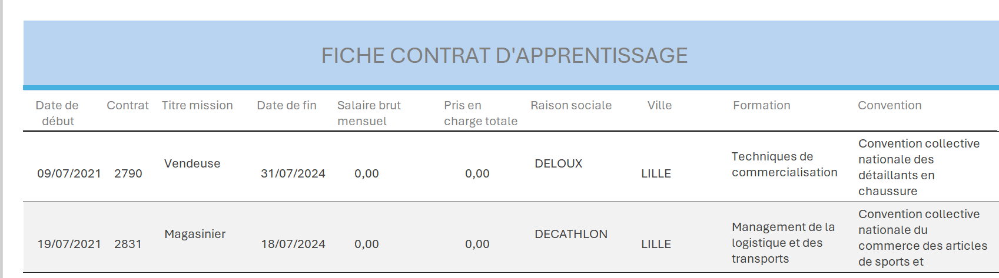 FICHE CONTRAT D'APPRENTISSAGE
Date de début Contrat Titre mission Date de fin Salaire brut mensuel Pris en charge totale Raison sociale Ville Formation Convention
09/07/2021 2790 Vendeuse 31/07/2024 0,00 0,00 DELOUX LILLE Techniques de commercialisation Convention collective nationale des détaillants en chaussure
19/07/2021 2831 Magasinier 18/07/2024 0,00 0,00 DECATHLON LILLE Management de la logistique et des transports Convention collective nationale du commerce des articles de sports et